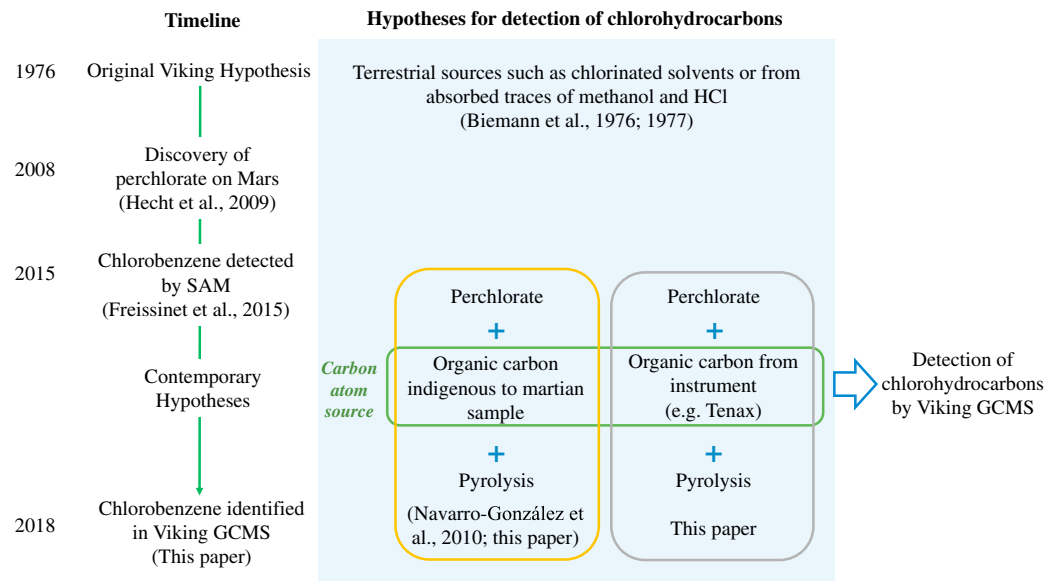 Timeline
Hypotheses for detection of chlorohydrocarbons
1976
Original Viking Hypothesis
Terrestrial sources such as chlorinated solvents or from
absorbed traces of methanol and HCl
(Biemann et al., 1976; 1977)
2008
Discovery of
perchlorate on Mars
(Hecht et al., 2009)
2015
Chlorobenzene detected
by SAM
(Freissinet et al., 2015)
Contemporary
Hypotheses
2018
Chlorobenzene identified
in Viking GCMS
(This paper)
Carbon
atom
source
Perchlorate
+
Organic carbon
indigenous to martian
sample
+
Pyrolysis
(Navarro-González et
al., 2010; this paper)
Perchlorate
+
Organic carbon from
instrument
(e.g. Tenax)
+
Pyrolysis
This paper
Detection of
chlorohydrocarbons
by Viking GCMS